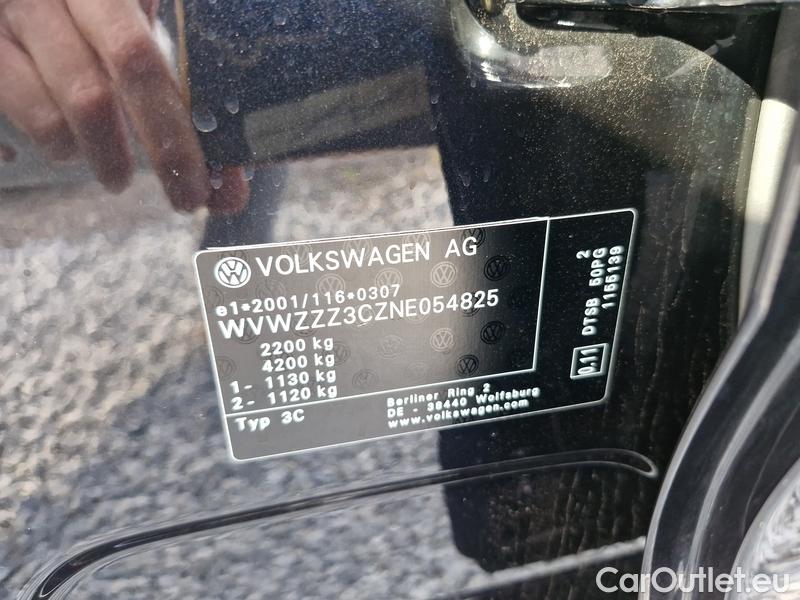 VOLKSWAGEN AG
e1*2001/116*0307
WVWZZZ3CZNE054825
2200 kg
4200 kg
1- 1130 kg
2- 1120 kg
Typ 3C
Berliner Ring 2
DE - 38440 Wolfsburg
www.volkswagen.com
0,11
2
DTSB 50PG
1155139
CarOutlet.eu